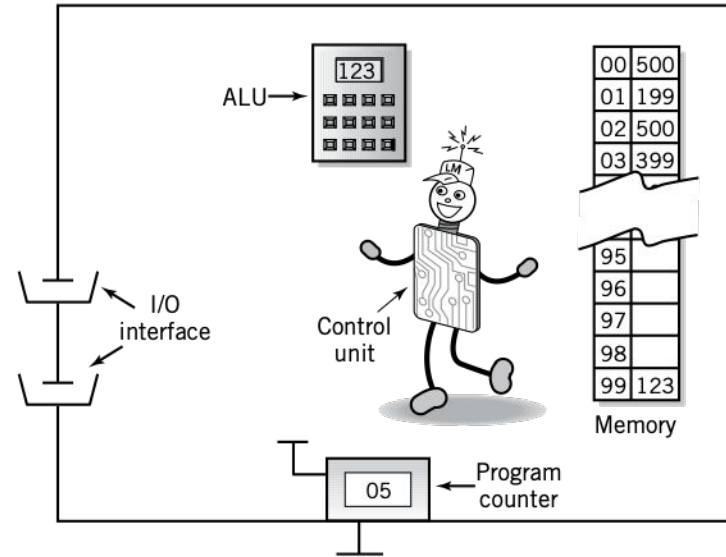 123
ALU
LM
00 500
01 199
02 500
03 399
95
96
97
98
99 123
Memory
I/O
interface
Control
unit
05
Program
counter